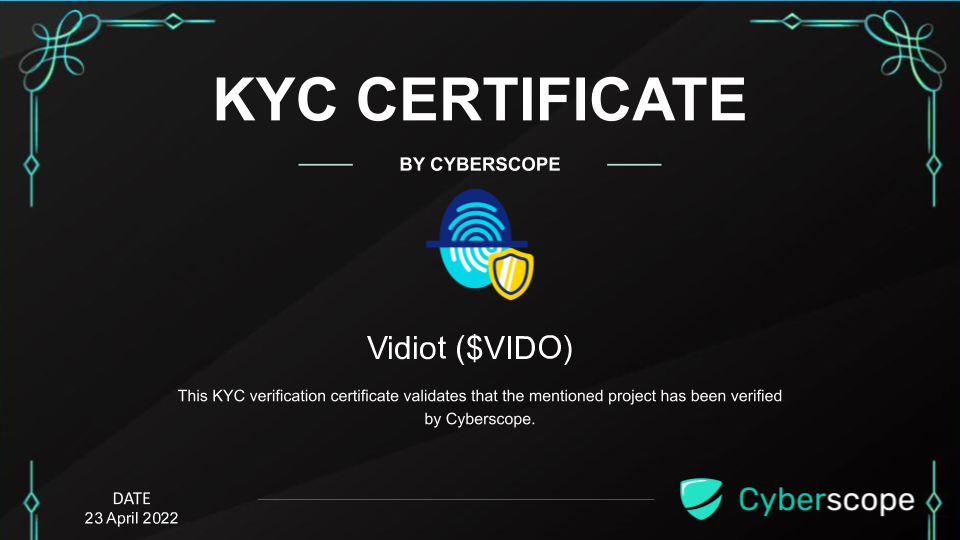 KYC CERTIFICATE
BY CYBERSCOPE
Vidiot ($VIDO)
This KYC verification certificate validates that the mentioned project has been verified
by Cyberscope.
DATE
23 April 2022
Cyberscope